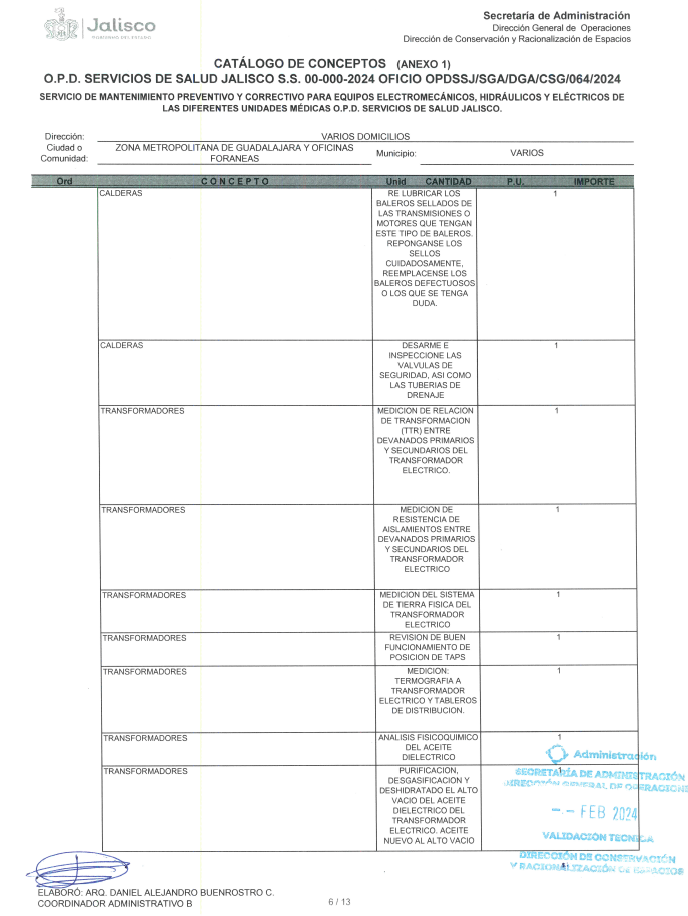 Jalisco
GOBIERNO DEL ESTADO
Secretaría de Administración
Dirección General de Operaciones
Dirección de Conservación y Racionalización de Espacios
CATÁLOGO DE CONCEPTOS (ANEXO 1)
O.P.D. SERVICIOS DE SALUD JALISCO S.S. 00-000-2024 OFICIO OPDSSJ/SGA/DGA/CSG/064/2024
SERVICIO DE MANTENIMIENTO PREVENTIVO Y CORRECTIVO PARA EQUIPOS ELECTROMECÁNICOS, HIDRÁULICOS Y ELÉCTRICOS DE
LAS DIFERENTES UNIDADES MÉDICAS O.P.D. SERVICIOS DE SALUD JALISCO.
Dirección: VARIOS DOMICILIOS
Ciudad o Comunidad: ZONA METROPOLITANA DE GUADALAJARA Y OFICINAS
FORANEAS Municipio: VARIOS
Ord CONCEPTO Unid CANTIDAD P.U. IMPORTE
CALDERAS RE LUBRICAR LOS 1
BALEROS SELLADOS DE
LAS TRANSMISIONES O
MOTORES QUE TENGAN
ESTE TIPO DE BALEROS.
REPONGANSE LOS
SELLOS
CUIDADOSAMENTE,
REEMPLACENSE LOS
BALEROS DEFECTUOSOS
O LOS QUE SE TENGA
DUDA.
CALDERAS DESARME E 1
INSPECCIONE LAS
VALVULAS DE
SEGURIDAD, ASI COMO
LAS TUBERIAS DE
DRENAJE
TRANSFORMADORES MEDICION DE RELACION 1
DE TRANSFORMACION
(TTR) ENTRE
DEVANADOS PRIMARIOS
Y SECUNDARIOS DEL
TRANSFORMADOR
ELECTRICO.
TRANSFORMADORES MEDICION DE 1
RESISTENCIA DE
AISLAMIENTOS ENTRE
DEVANADOS PRIMARIOS
Y SECUNDARIOS DEL
TRANSFORMADOR
ELECTRICO
TRANSFORMADORES MEDICION DEL SISTEMA 1
DE TIERRA FISICA DEL
TRANSFORMADOR
ELECTRICO
TRANSFORMADORES REVISION DE BUEN 1
FUNCIONAMIENTO DE
POSICION DE TAPS
TRANSFORMADORES MEDICION: 1
TERMOGRAFIA A
TRANSFORMADOR
ELECTRICO Y TABLEROS
DE DISTRIBUCION.
TRANSFORMADORES ANALISIS FISICOQUIMICO 1
DEL ACEITE
DIELECTRICO
TRANSFORMADORES PURIFICACION, 1
DESGASIFICACION Y
DESHIDRATADO EL ALTO
VACIO DEL ACEITE
DIELECTRICO DEL
TRANSFORMADOR
ELECTRICO. ACEITE
NUEVO AL ALTO VACIO
Administración
SECRETARÍA DE ADMINISTRACIÓN
DIRECCIÓN GENERAL DE OPERACIONES
-- FEB 2024
VALIDACIÓN TECNICA
DIRECCIÓN DE CONSERVACIÓN
Y RACIONALIZACIÓN DE ESPACIOS
ELABORÓ: ARQ. DANIEL ALEJANDRO BUENROSTRO C.
COORDINADOR ADMINISTRATIVO B
6 / 13